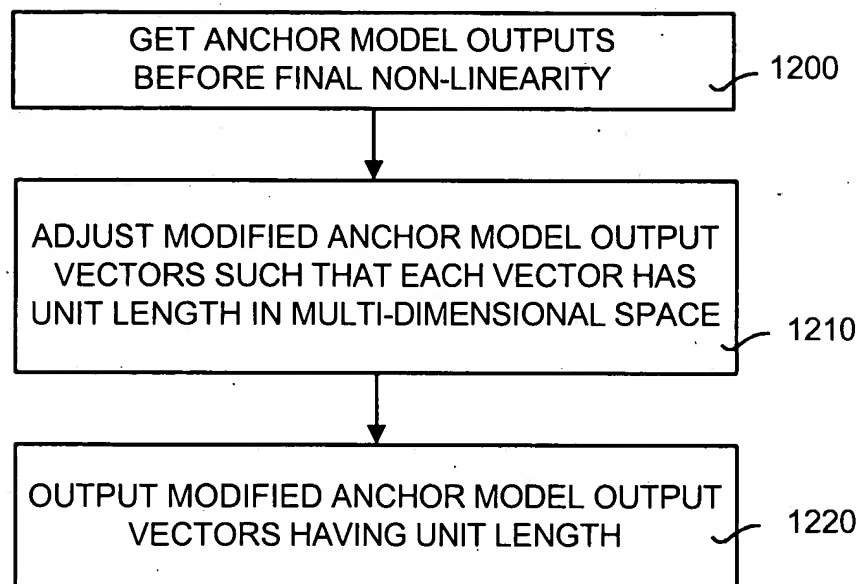 GET ANCHOR MODEL OUTPUTS
BEFORE FINAL NON-LINEARITY
1200
ADJUST MODIFIED ANCHOR MODEL OUTPUT
VECTORS SUCH THAT EACH VECTOR HAS
UNIT LENGTH IN MULTI-DIMENSIONAL SPACE
1210
OUTPUT MODIFIED ANCHOR MODEL OUTPUT
VECTORS HAVING UNIT LENGTH
1220